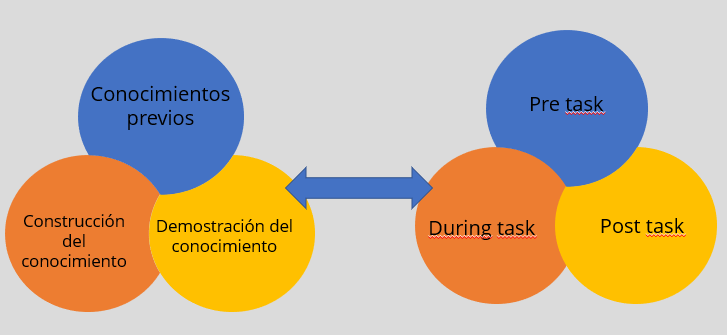 Conocimientos
previos
Construcción
del
conocimiento
Demostración del
conocimiento
Pre task
During task
Post task